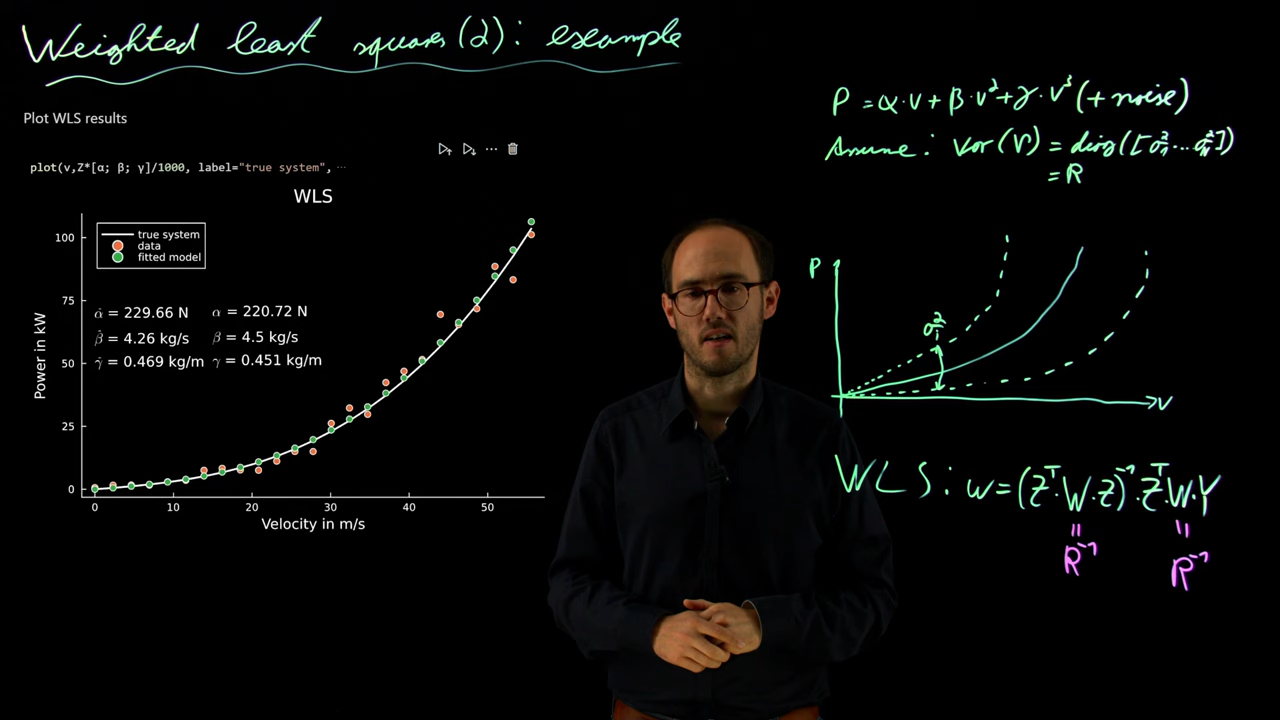 Weighted least squares (2): example
Plot WLS results
plot(v,Z*[α; β; γ]/1000, label="true system", ...
WLS
true system
data
fitted model
α̂ = 229.66 N α = 220.72 N
β̂ = 4.26 kg/s β = 4.5 kg/s
γ̂ = 0.469 kg/m γ = 0.451 kg/m
Power in kW
100
75
50
25
0
0 10 20 30 40 50
Velocity in m/s
P = α·v + β·v² + γ·v³ (+ noise)
Assume: Var(V) = diag([σ₁² ... σ_N²])
= R
P
σᵢ²
v
WLS: w = (Zᵀ·W·Z)⁻¹·Zᵀ·W·Y
= =
R⁻¹ R⁻¹